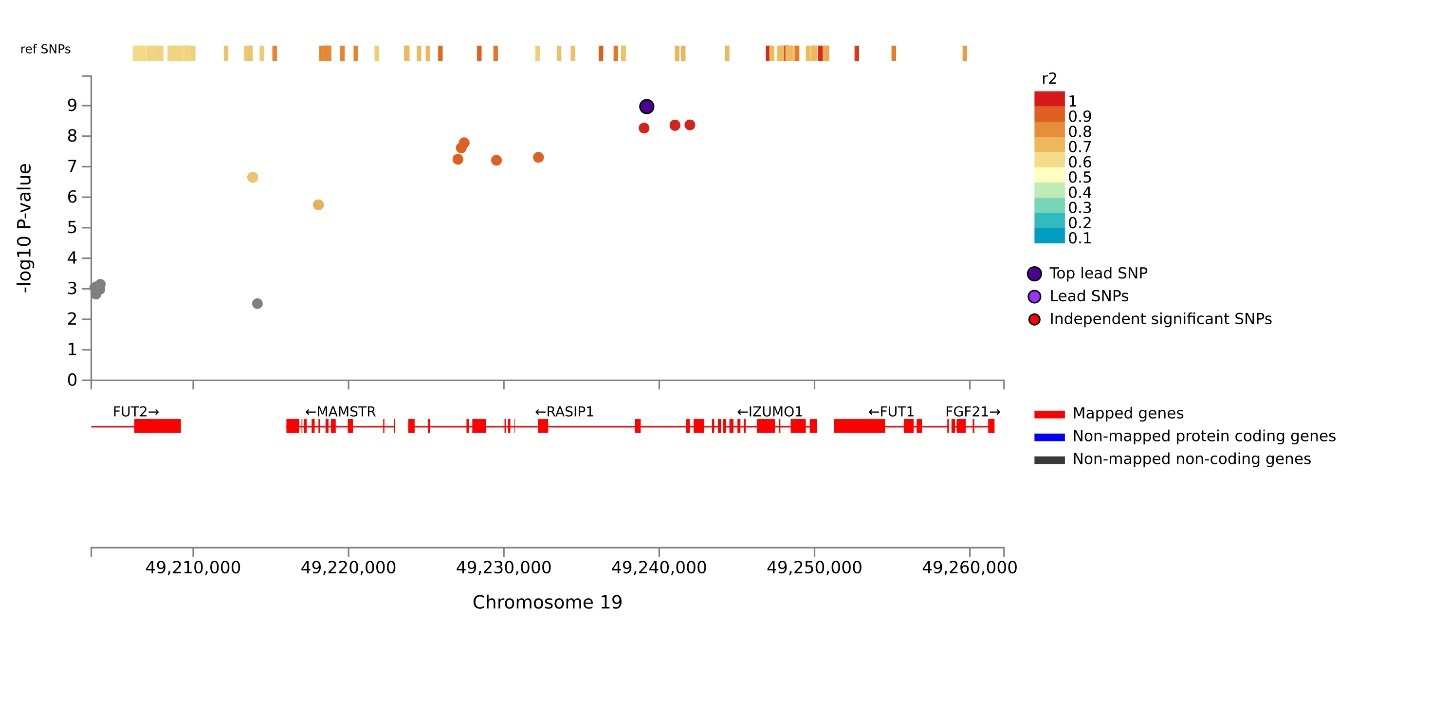 ref SNPs
r2
1
0.9
0.8
0.7
0.6
0.5
0.4
0.3
0.2
0.1
9
8
7
6
5
4
3
2
1
0
-log10 P-value
Top lead SNP
Lead SNPs
Independent significant SNPs
FUT2→ ←MAMSTR ←RASIP1 ←IZUMO1 ←FUT1 FGF21→
Mapped genes
Non-mapped protein coding genes
Non-mapped non-coding genes
49,210,000 49,220,000 49,230,000 49,240,000 49,250,000 49,260,000
Chromosome 19